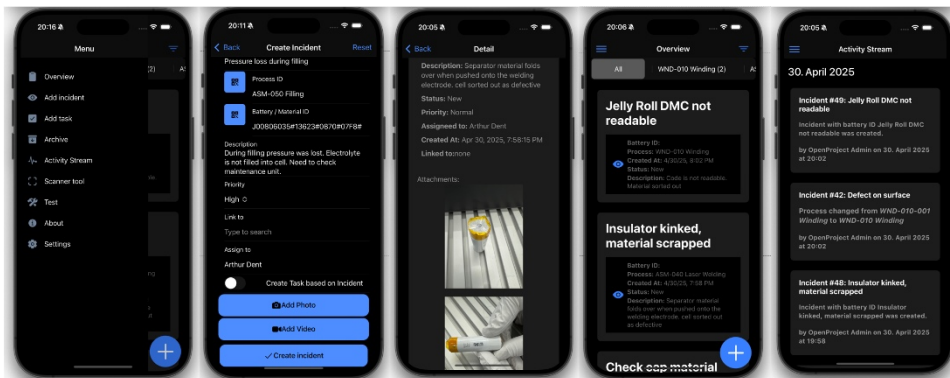 20:16
Menu
Overview
Add incident
Add task
Archive
Activity Stream
Scanner tool
Test
About
Settings
(2)
20:11
Back
Create Incident
Reset
Pressure loss during filling
Process ID
ASM-050 Filling
Battery / Material ID
J00806035#13623#0670#07F8#
Description
During filling pressure was lost. Electrolyte
is not filled into cell. Need to check
maintenance unit.
Priority
High
Link to
Type to search
Assign to
Arthur Dent
Create Task based on Incident
Add Photo
Add Video
Create incident
20:05
Back
Detail
Description: Separator material folds
over when pushed onto the welding
electrode, cell sorted out as defective
Status: New
Priority: Normal
Assigneed to: Arthur Dent
Created At: Apr 30, 2025, 7:58:15 PM
Linked to:none
Attachments:
20:06
Overview
All
WND-010 Winding (2)
Jelly Roll DMC not
readable
Battery ID:
Process: WND-010 Winding
Created At: 4/30/25, 8:02 PM
Status: New
Description: Code is not readable.
Material sorted out
Insulator kinked,
material scrapped
Battery ID:
Process: ASM-040 Laser Welding
Created At: 4/30/25, 7:58 PM
Status: New
Description: Separator material
folds over when pushed onto the
welding electrode, cell sorted out
as defective
Check cap material
20:05
Activity Stream
30. April 2025
Incident #49: Jelly Roll DMC not
readable
Incident with battery ID Jelly Roll DMC
not readable was created.
by OpenProject Admin on 30. April 2025
at 20:02
Incident #42: Defect on surface
Process changed from WND-010-001
Winding to WND-010 Winding
by OpenProject Admin on 30. April 2025
at 20:02
Incident #48: Insulator kinked,
material scrapped
Incident with battery ID Insulator
kinked, material scrapped was created.
by OpenProject Admin on 30. April 2025
at 19:58